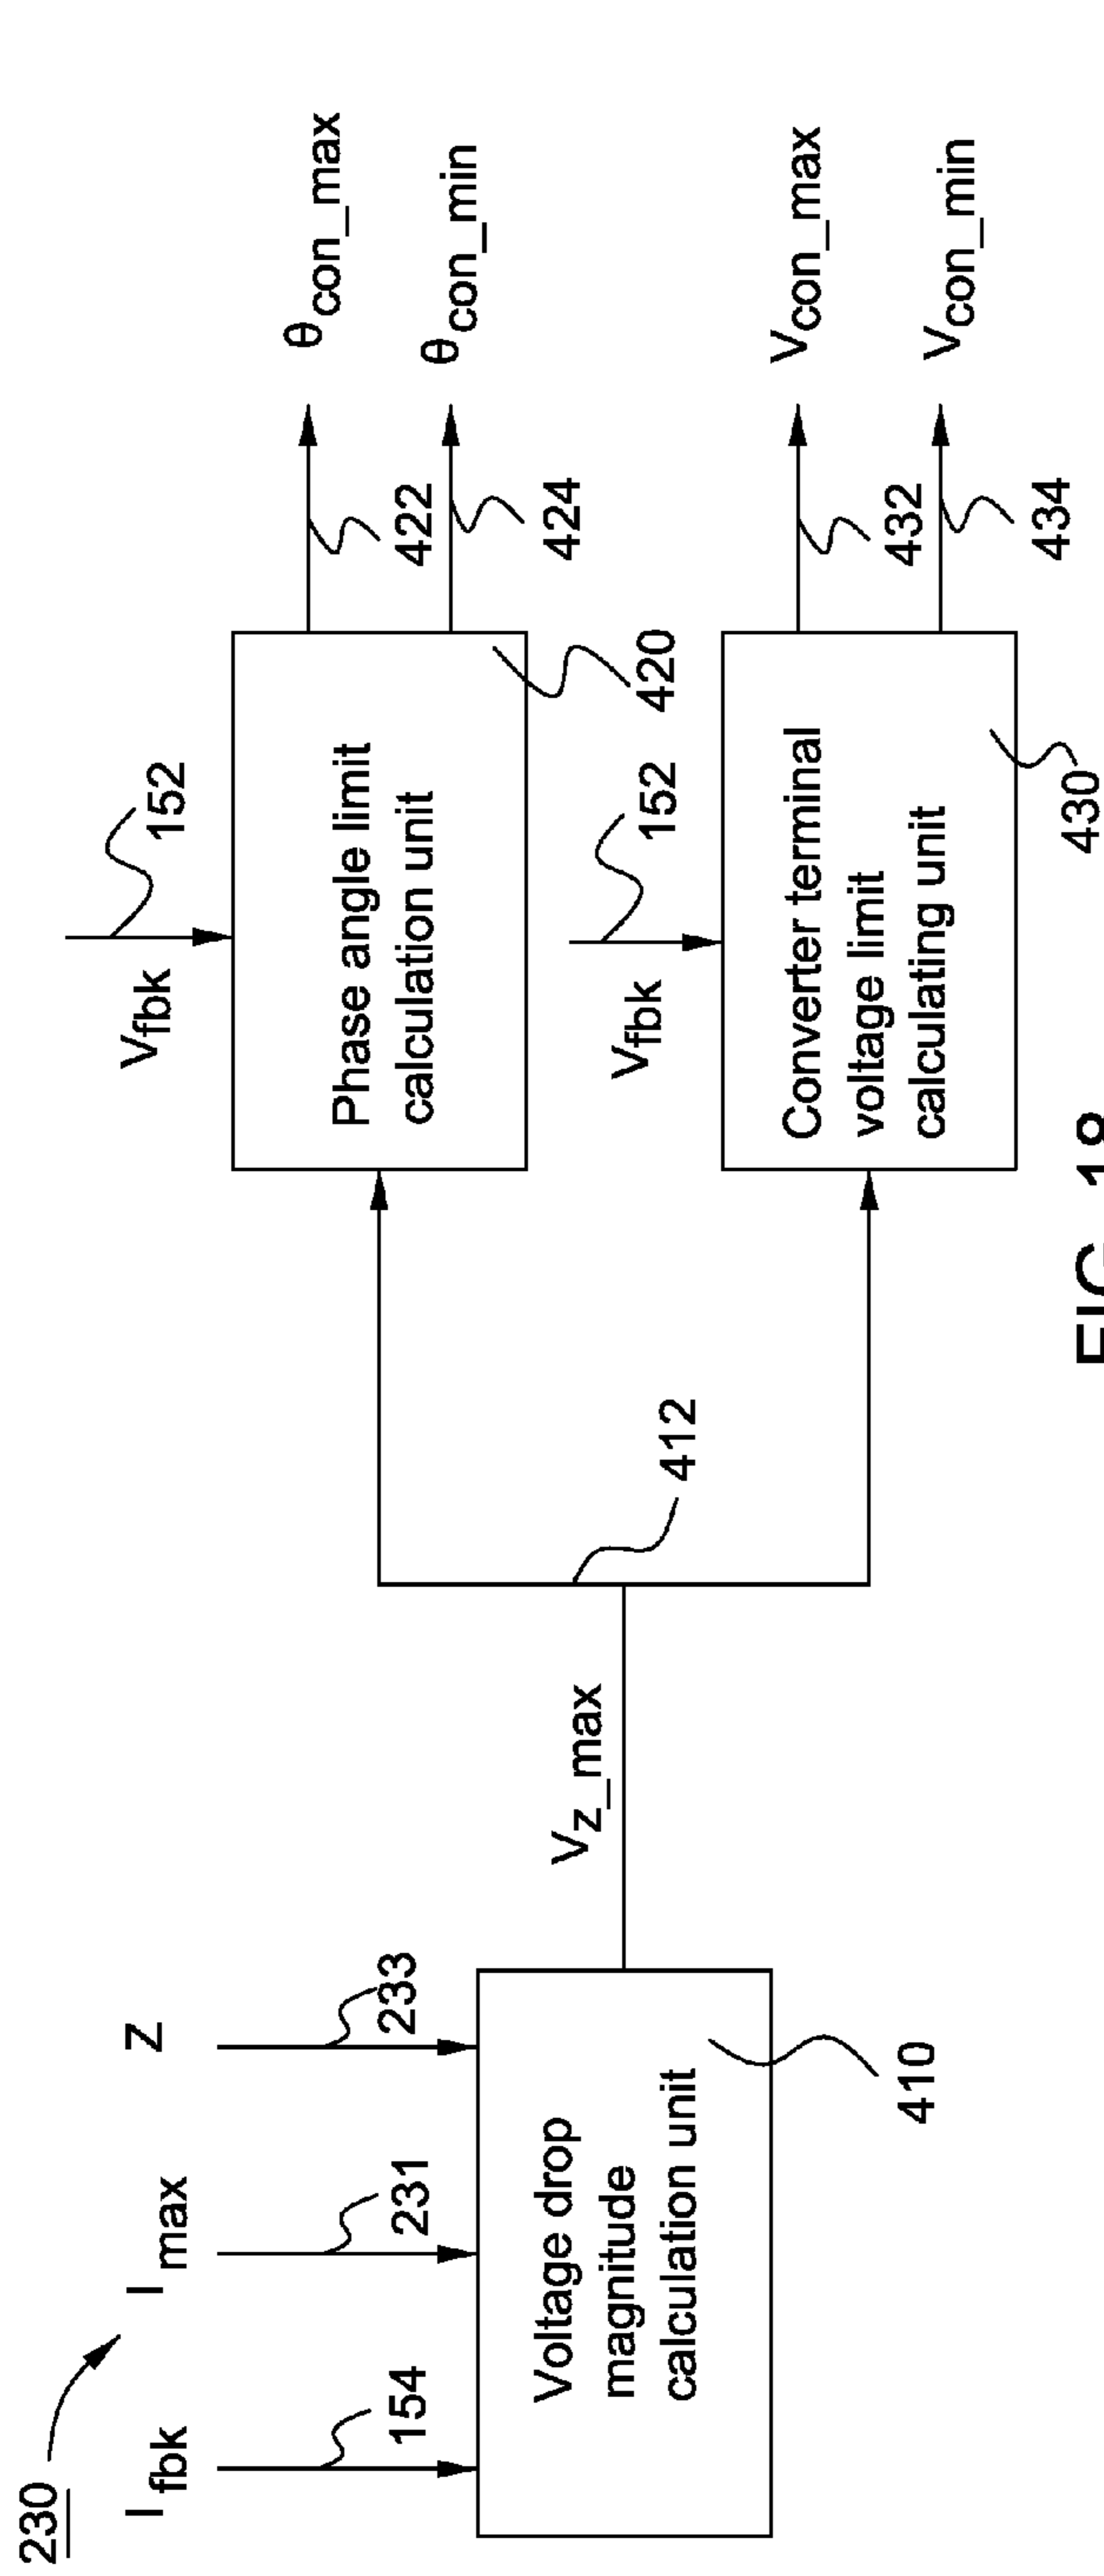 230
I fbk
I max
Z
154
231
233
Voltage drop
magnitude
calculation unit
410
Vz_max
412
Vfbk
152
Phase angle limit
calculation unit
420
422
θcon_max
424
θcon_min
Vfbk
152
Converter terminal
voltage limit
calculating unit
430
432
Vcon_max
434
Vcon_min